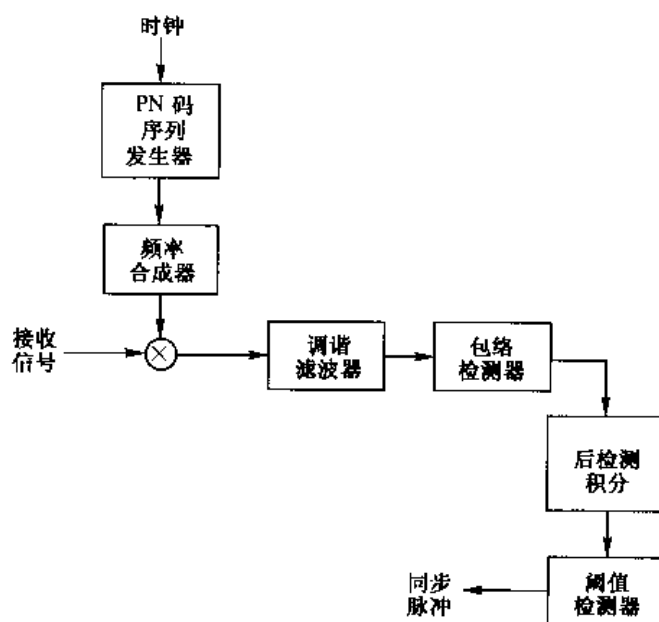 时钟
PN 码
序列
发生器
频率
合成器
接收
信号
调谐
滤波器
包络
检测器
后检测
积分
阈值
检测器
同步
脉冲